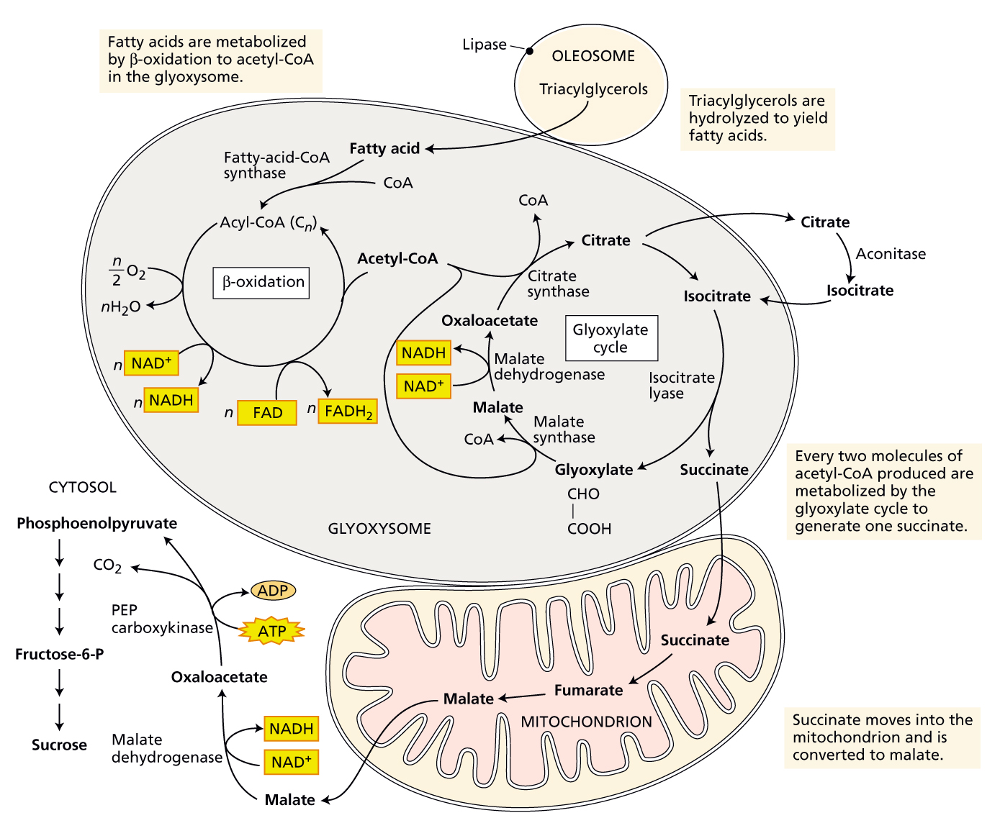 Fatty acids are metabolized
by β-oxidation to acetyl-CoA
in the glyoxysome.
Lipase
OLEOSOME
Triacylglycerols
Triacylglycerols are
hydrolyzed to yield
fatty acids.
Fatty acid
Fatty-acid-CoA
synthase
CoA
Acyl-CoA (Cn)
β-oxidation
n/2 O2
nH2O
n NAD+
n NADH
n FAD
n FADH2
Acetyl-CoA
CoA
Citrate
Citrate
synthase
Citrate
Aconitase
Isocitrate
Isocitrate
Oxaloacetate
Glyoxylate
cycle
NADH
NAD+
Malate
dehydrogenase
Isocitrate
lyase
Malate
Malate
synthase
CoA
Glyoxylate
CHO
COOH
Succinate
GLYOXYSOME
Every two molecules of
acetyl-CoA produced are
metabolized by the
glyoxylate cycle to
generate one succinate.
CYTOSOL
Phosphoenolpyruvate
CO2
ADP
PEP
carboxykinase
ATP
Fructose-6-P
Oxaloacetate
Sucrose
Malate
dehydrogenase
NADH
NAD+
Malate
Succinate
Fumarate
Malate
MITOCHONDRION
Succinate moves into the
mitochondrion and is
converted to malate.